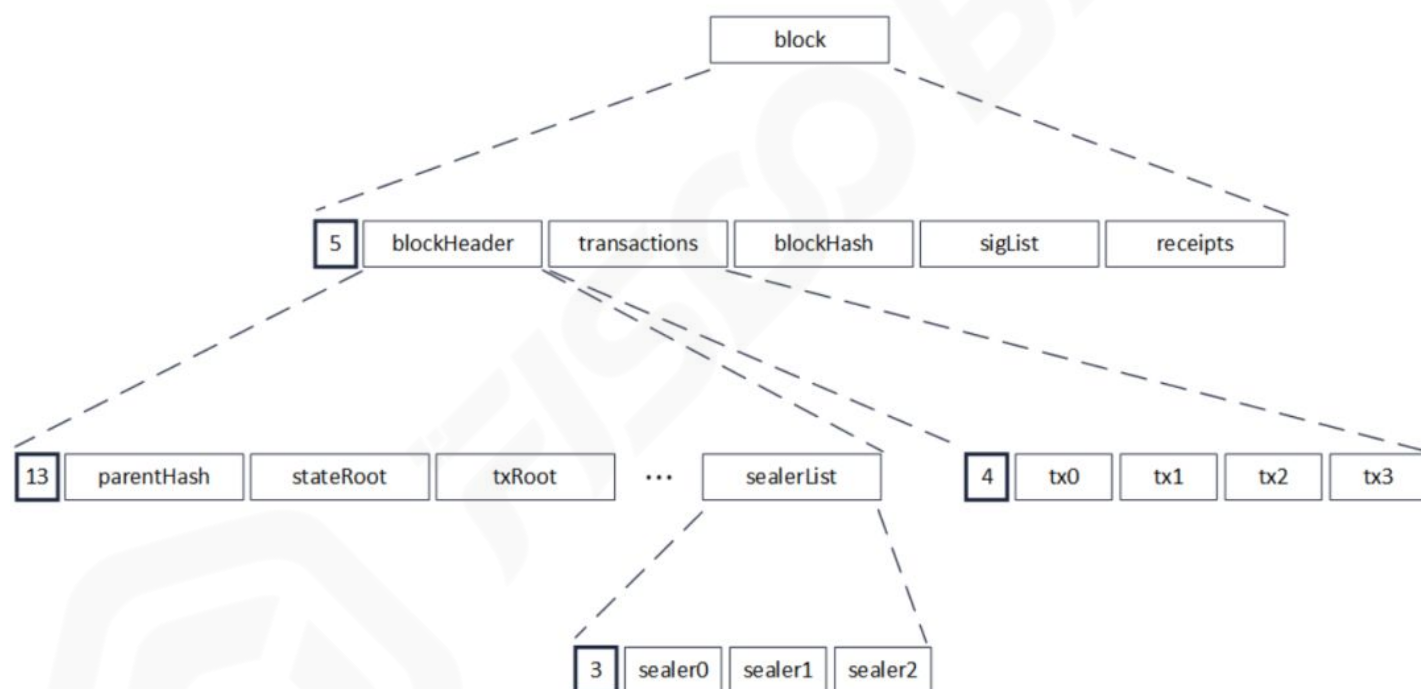 block
5 blockHeader transactions blockHash sigList receipts
13 parentHash stateRoot txRoot ... sealerList 4 tx0 tx1 tx2 tx3
3 sealer0 sealer1 sealer2